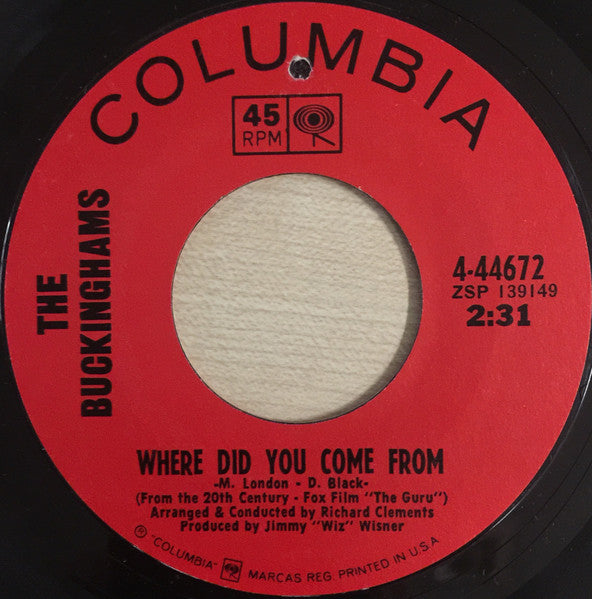 COLUMBIA
45
RPM
THE
BUCKINGHAMS
4-44672
ZSP 139149
2:31
WHERE DID YOU COME FROM
-M. London - D. Black-
(From the 20th Century - Fox Film "The Guru")
Arranged & Conducted by Richard Clements
Produced by Jimmy "Wiz" Wisner
℗ "COLUMBIA" MARCAS REG. PRINTED IN U.S.A.